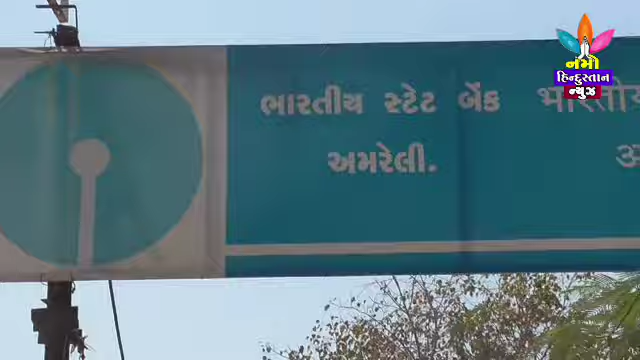 ભારતીય સ્ટેટ બેંક
અમરેલી.
નમો
હિન્દુસ્તાન
ન્યુઝ